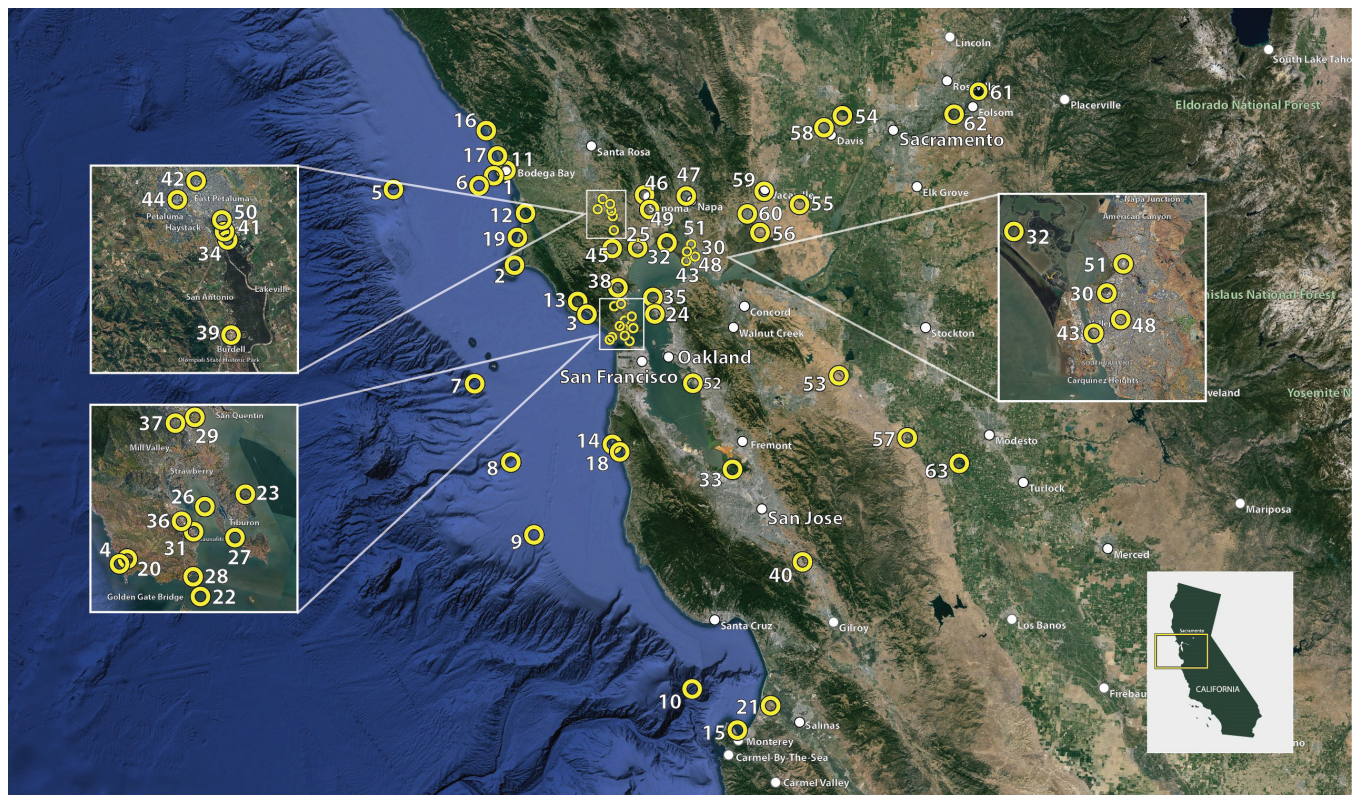 Lincoln
South Lake Taho
Eldorado National Forest
61
Folsom
Placerville
62
54
58
Davis
Sacramento
16
Santa Rosa
17
11
Bodega Bay
6
1
5
12
19
2
46
Sonoma
49
47
Napa
59
55
60
56
Elk Grove
51
25
45
32
30
48
43
38
35
24
13
3
Concord
Walnut Creek
Stockton
nislaus National Forest
Oakland
San Francisco
52
53
7
8
9
14
18
Fremont
33
57
63
Modesto
Turlock
Yosemite N
eveland
Mariposa
San Jose
40
Merced
Santa Cruz
Gilroy
Los Banos
10
21
15
Salinas
Monterey
Carmel-By-The-Sea
Carmel Valley
42
44
East Petaluma
Petaluma
Haystack
50
41
34
San Antonio
Lakeville
39
Burdell
Olompali State Historic Park
37
San Quentin
29
Mill Valley
Strawberry
26
23
36
Tiburon
31
27
4
20
28
Golden Gate Bridge
22
Napa Junction
American Canyon
32
51
30
48
43
Carquinez Heights
Sacramento
CALIFORNIA